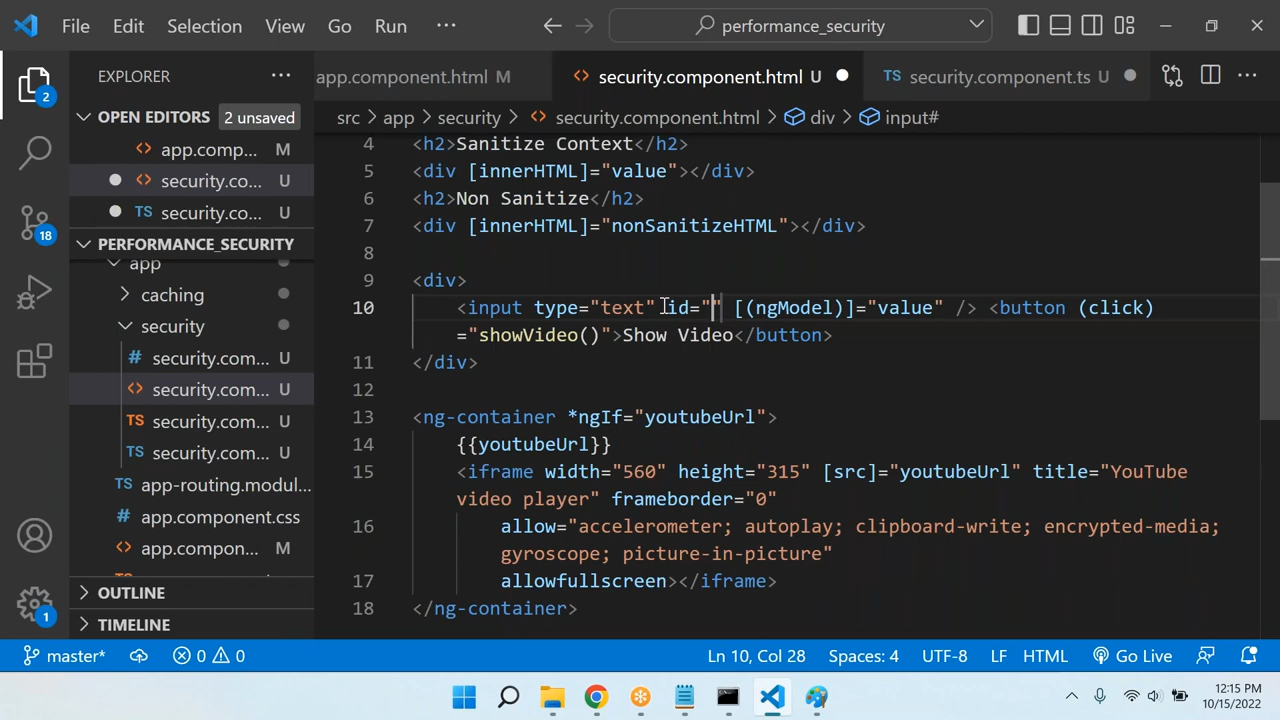 File Edit Selection View Go Run ··· performance_security
EXPLORER ···
app.component.html M
<> security.component.html U
TS security.component.ts U ···
2
OPEN EDITORS 2 unsaved
src > app > security > <> security.component.html > div > input#
<> app.comp... M
<> security.co... U
TS security.co... U
18
PERFORMANCE_SECURITY
app
caching
security
# security.com... U
<> security.com... U
TS security.com... U
TS security.com... U
TS app-routing.modul...
# app.component.css
<> app.compon... M
OUTLINE
TIMELINE
1
4 <h2>Sanitize Context</h2>
5 <div [innerHTML]="value"></div>
6 <h2>Non Sanitize</h2>
7 <div [innerHTML]="nonSanitizeHTML"></div>
8
9 <div>
10 <input type="text" id="" [(ngModel)]="value" /> <button (click)
="showVideo()">Show Video</button>
11 </div>
12
13 <ng-container *ngIf="youtubeUrl">
14 {{youtubeUrl}}
15 <iframe width="560" height="315" [src]="youtubeUrl" title="YouTube
video player" frameborder="0"
16 allow="accelerometer; autoplay; clipboard-write; encrypted-media;
gyroscope; picture-in-picture"
17 allowfullscreen></iframe>
18 </ng-container>
master* 0 0 Ln 10, Col 28 Spaces: 4 UTF-8 LF HTML Go Live
12:15 PM
10/15/2022